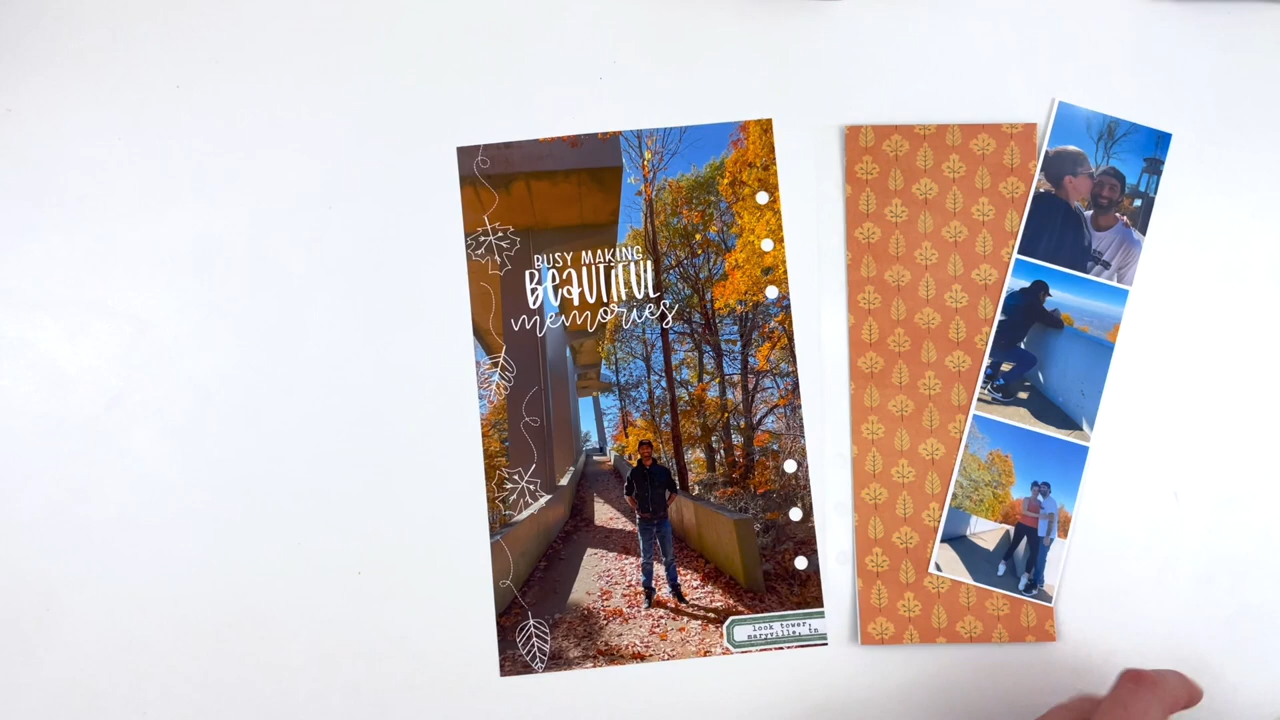 BUSY MAKING
BEAUTIFUL
memories
look tower,
maryville, tn